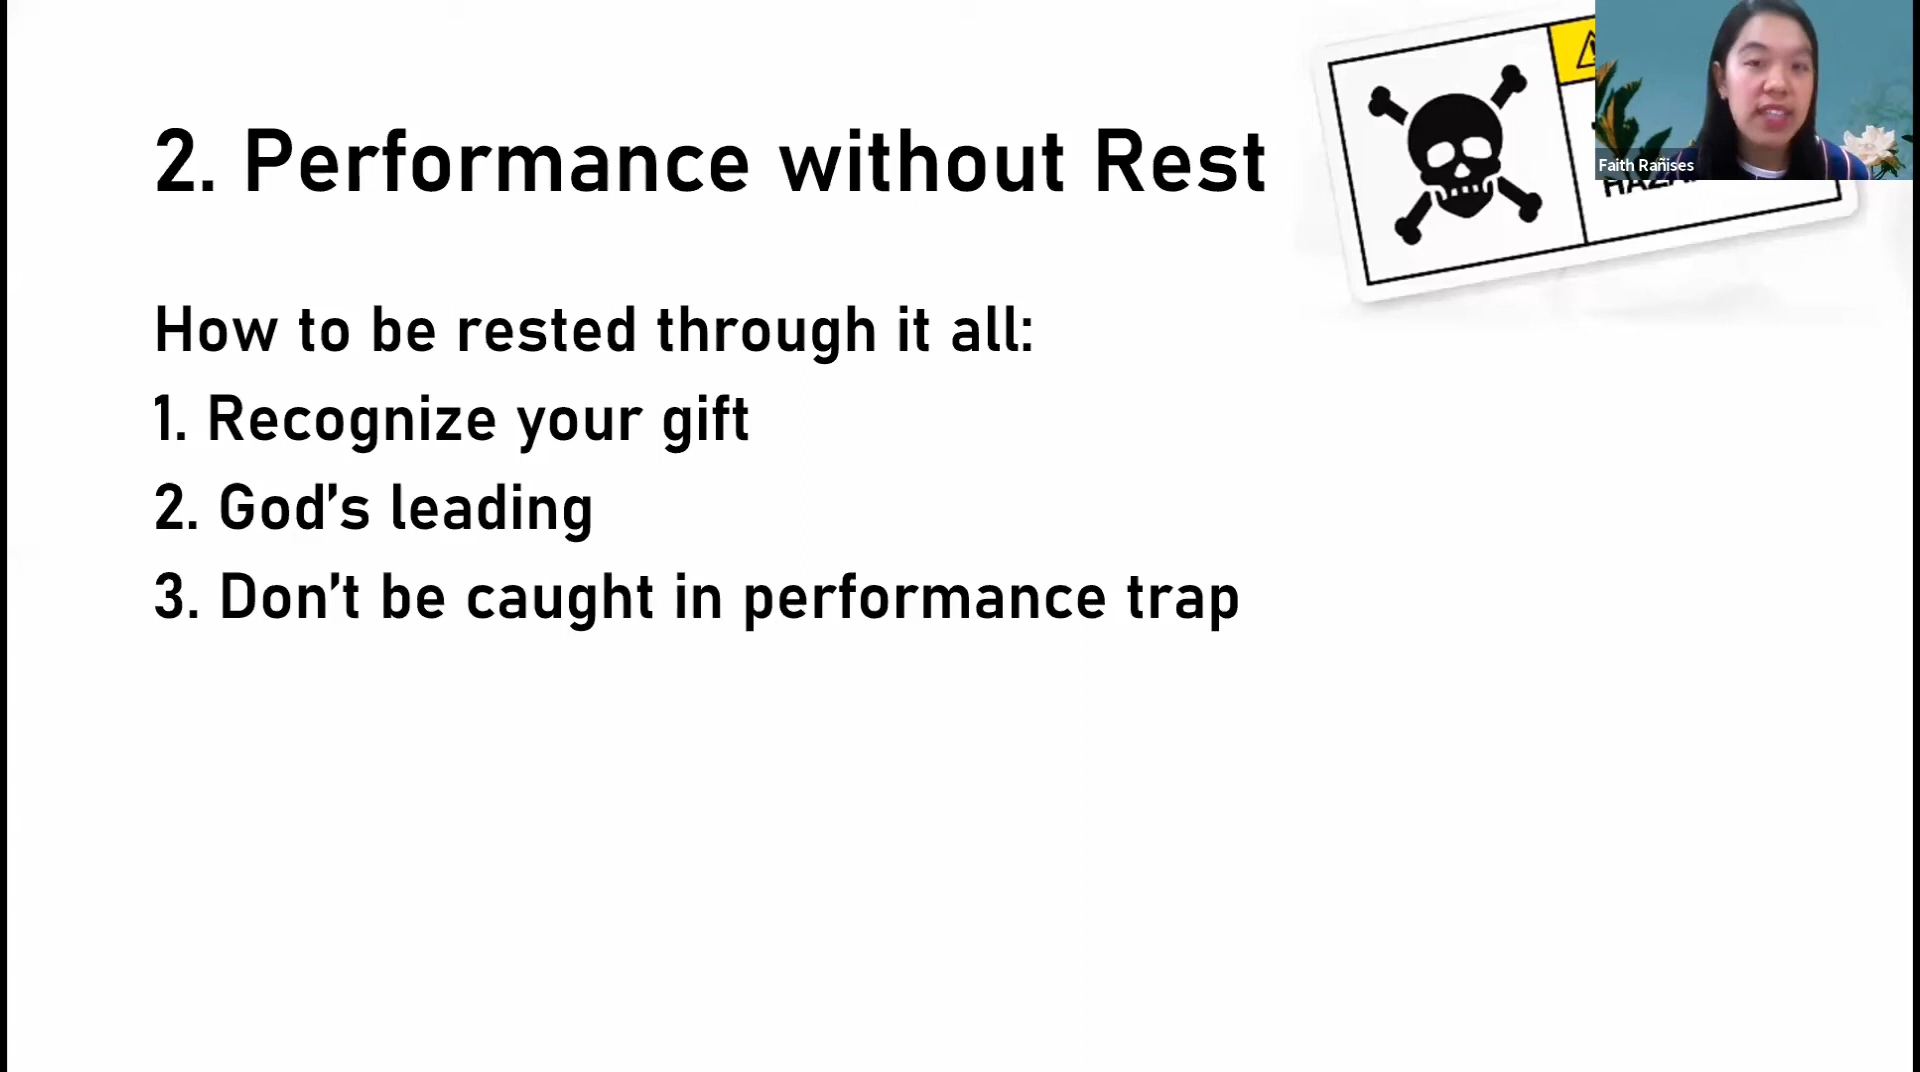 2. Performance without Rest
Faith Rañises
How to be rested through it all:
1. Recognize your gift
2. God's leading
3. Don't be caught in performance trap